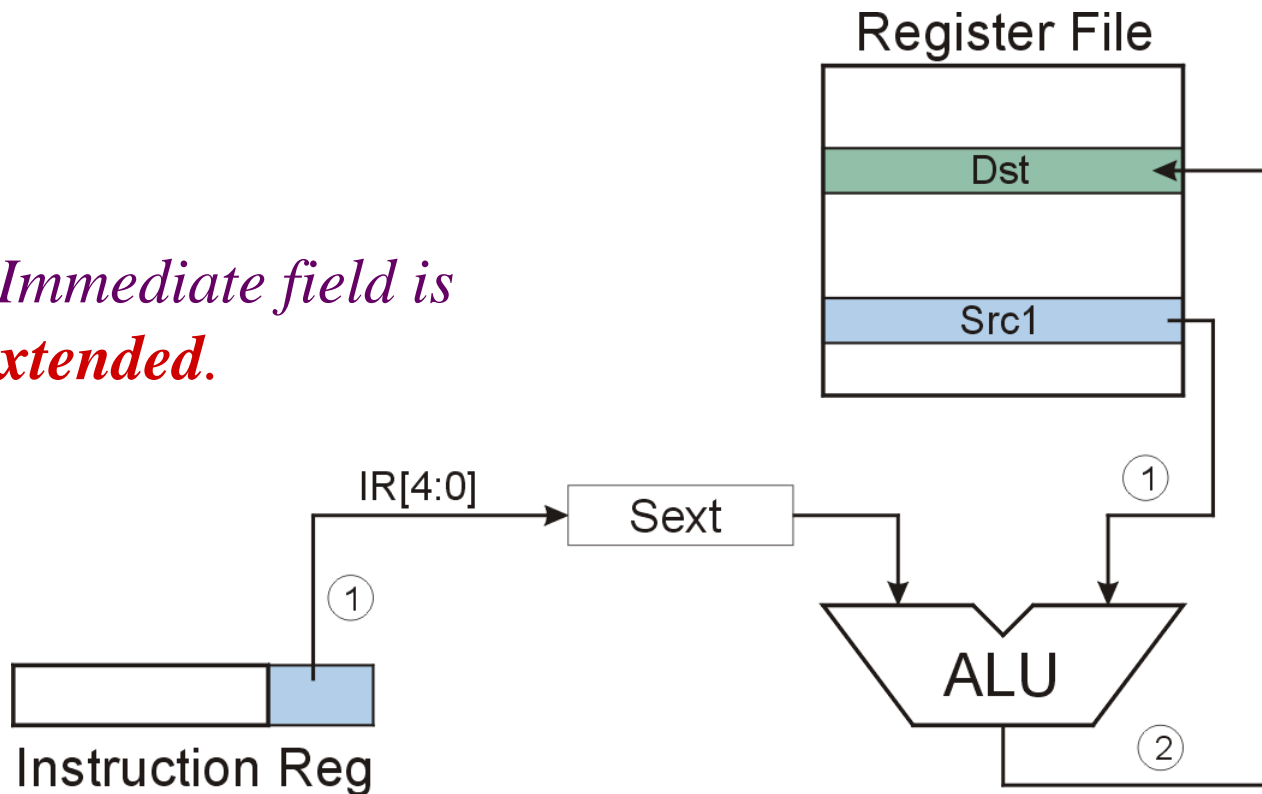 Register File
Dst
Immediate field is
xtended.
Src1
IR[4:0]
Sext
1
1
ALU
2
Instruction Reg